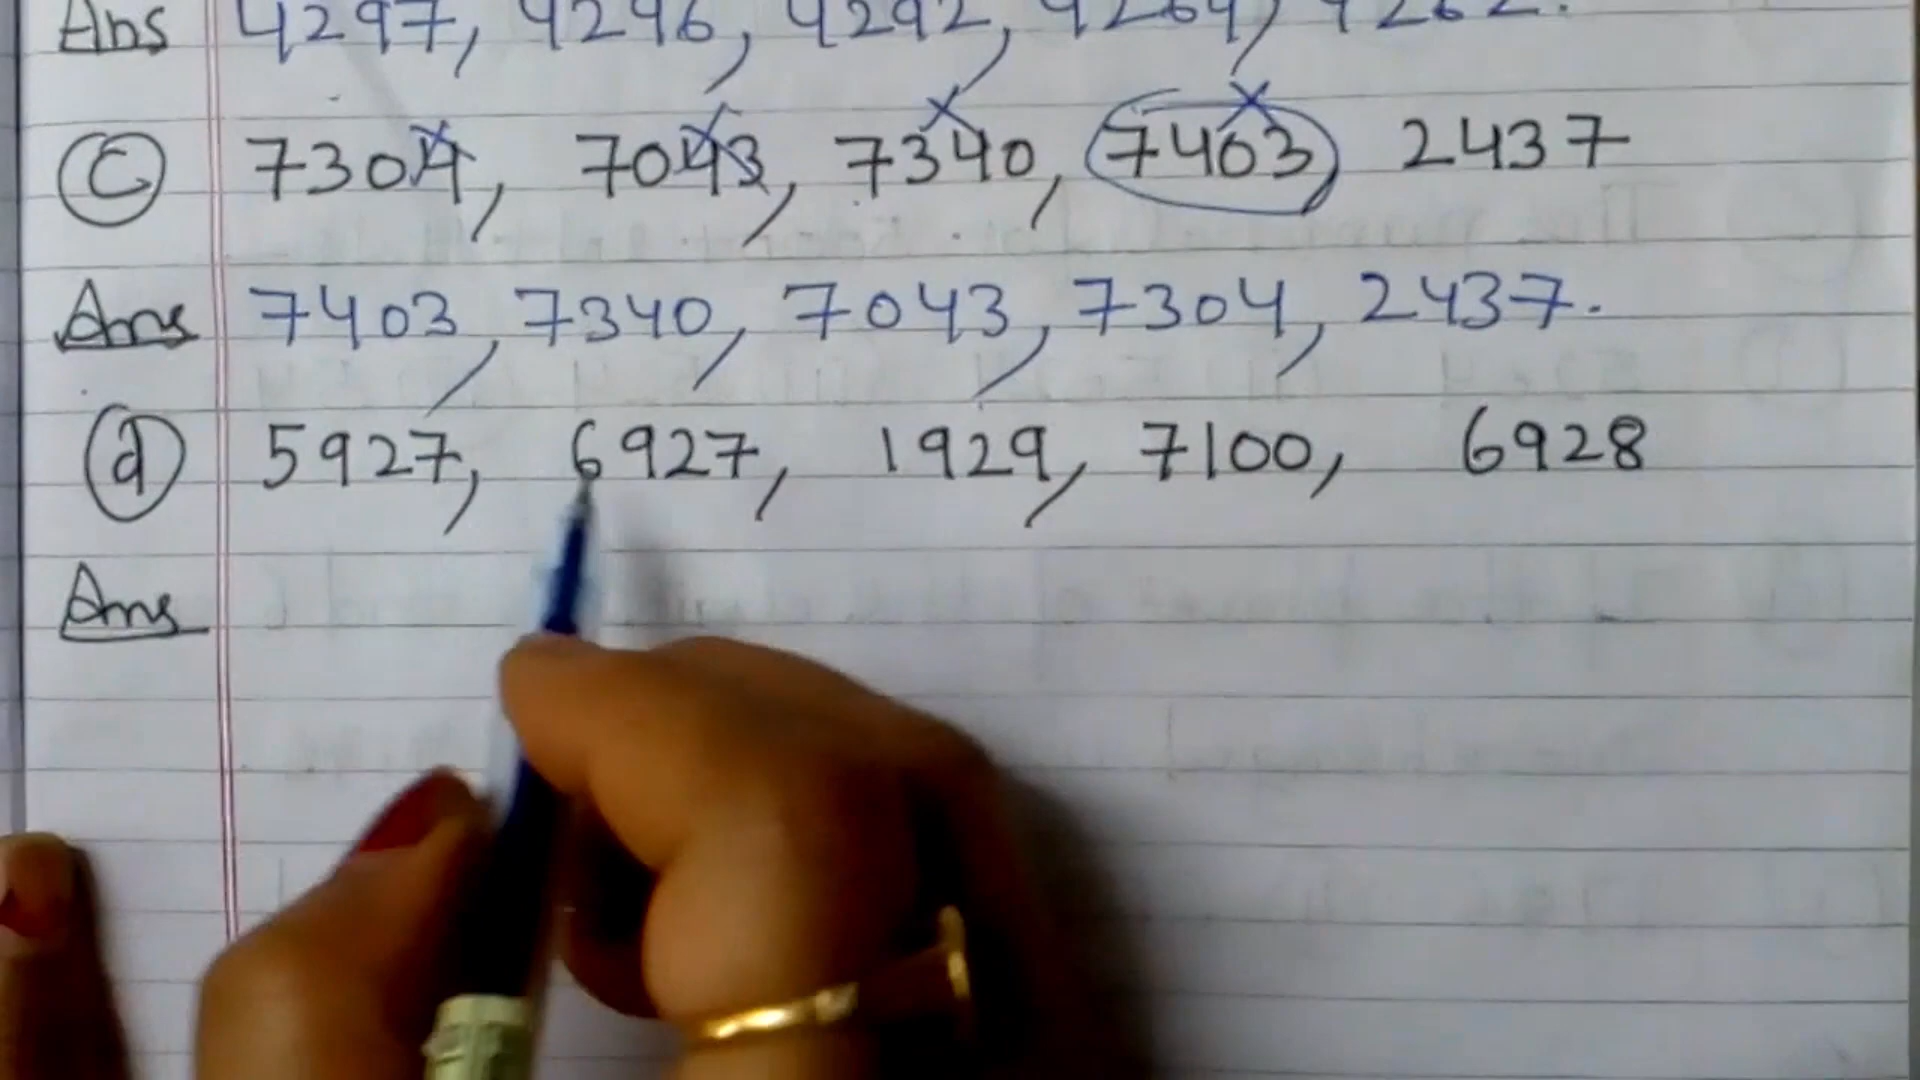 Ans 4297, 4296, 4292, 4264, 4262.
(C) 7304, 7043, 7340, 7403 2437
Ans 7403, 7340, 7043, 7304, 2437.
(d) 5927, 6927, 1929, 7100, 6928
Ans